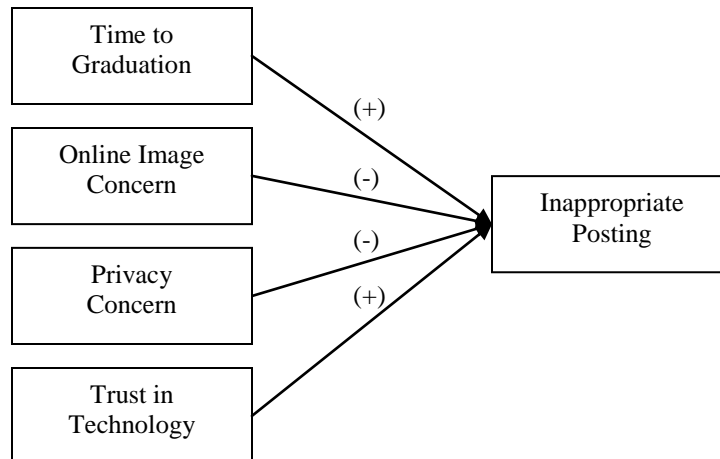 Time to
Graduation
(+)
Online Image
Concern
(-)
Inappropriate
Posting
(-)
Privacy
Concern
(+)
Trust in
Technology